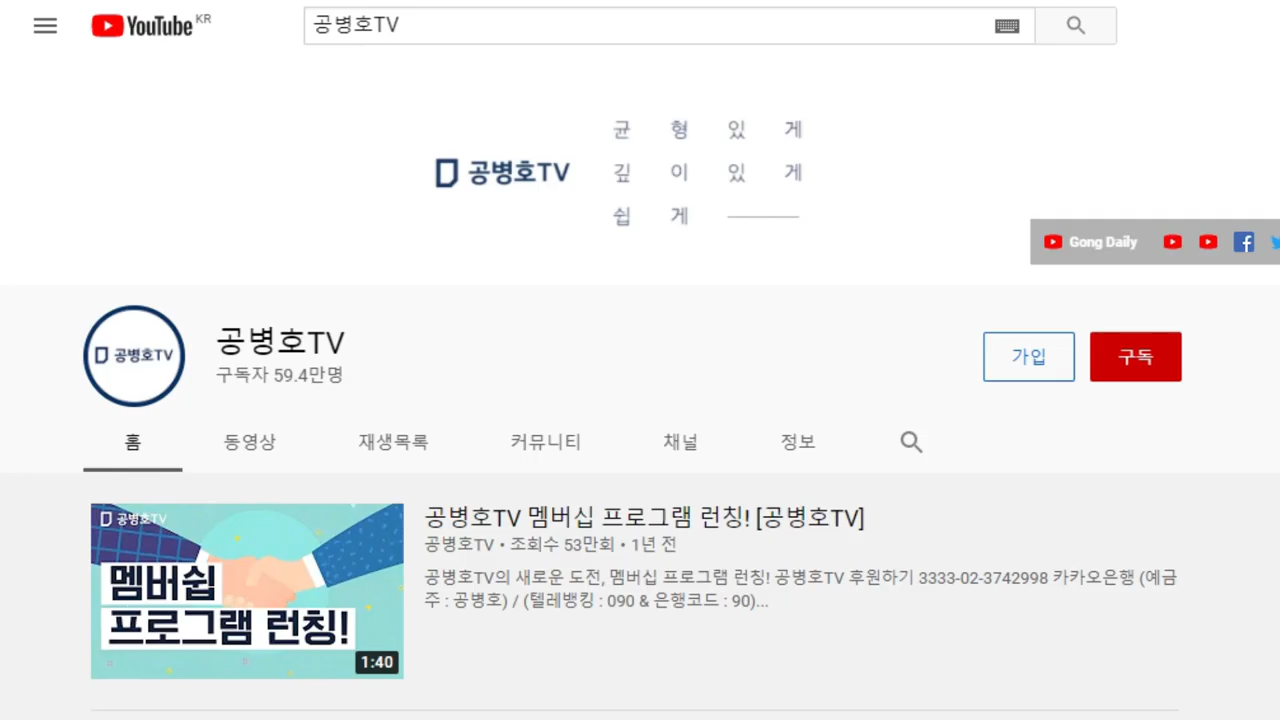 YouTube KR
공병호TV
균 형 있 게
공병호TV
깊 이 있 게
쉽 게
Gong Daily
공병호TV
공병호TV
구독자 59.4만명
가입
구독
홈
동영상
재생목록
커뮤니티
채널
정보
공병호TV
멤버쉽
프로그램 런칭!
1:40
공병호TV 멤버십 프로그램 런칭! [공병호TV]
공병호TV • 조회수 53만회 • 1년 전
공병호TV의 새로운 도전, 멤버십 프로그램 런칭! 공병호TV 후원하기 3333-02-3742998 카카오은행 (예금
주 : 공병호) / (텔레뱅킹 : 090 & 은행코드 : 90)...